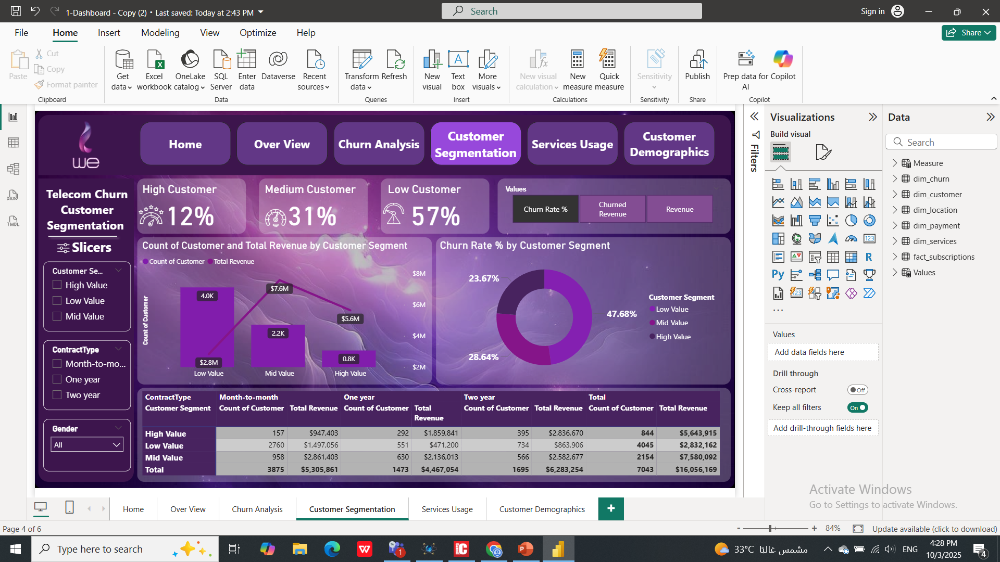 1-Dashboard - Copy (2) • Last saved: Today at 2:43 PM
Search
Sign in
File Home Insert Modeling View Optimize Help
Share
Paste
Cut
Copy
Format painter
Clipboard
Get data
Excel workbook
OneLake catalog
SQL Server
Enter data
Dataverse
Recent sources
Data
Transform data
Refresh
Queries
New visual
Text box
More visuals
Insert
New visual calculation
New measure
Quick measure
Calculations
Sensitivity
Sensitivity
Publish
Share
Prep data for AI
Copilot
Copilot
we
Home
Over View
Churn Analysis
Customer Segmentation
Services Usage
Customer Demographics
Telecom Churn
Customer
Segmentation
Slicers
Customer Se...
High Value
Low Value
Mid Value
ContractType
Month-to-mo...
One year
Two year
Gender
All
High Customer
12%
Medium Customer
31%
Low Customer
57%
Values
Churn Rate %
Churned Revenue
Revenue
Count of Customer and Total Revenue by Customer Segment
Count of Customer Total Revenue
Count of Customer
4.0K
2.2K
0.8K
$2.8M
$7.6M
$5.6M
$8M
$6M
$4M
$2M
Low Value Mid Value High Value
Churn Rate % by Customer Segment
23.67%
47.68%
28.64%
Customer Segment
Low Value
Mid Value
High Value
ContractType Month-to-month One year Two year Total
Customer Segment Count of Customer Total Revenue Count of Customer Total Revenue Count of Customer Total Revenue Count of Customer Total Revenue
High Value 157 $947,403 292 $1,859,841 395 $2,836,670 844 $5,643,915
Low Value 2760 $1,497,056 551 $471,200 734 $863,906 4045 $2,832,162
Mid Value 958 $2,861,403 630 $2,136,013 566 $2,582,677 2154 $7,580,092
Total 3875 $5,305,861 1473 $4,467,054 1695 $6,283,254 7043 $16,056,169
Filters
Visualizations
Build visual
123
R
Py
123
...
Values
Add data fields here
Drill through
Cross-report
Off
Keep all filters
On
Add drill-through fields here
Data
Search
Measure
dim_churn
dim_customer
dim_location
dim_payment
dim_services
fact_subscriptions
Values
DAX
TMDL
Activate Windows
Go to Settings to activate Windows.
Home
Over View
Churn Analysis
Customer Segmentation
Services Usage
Customer Demographics
+
Page 4 of 6
- + 84%
Update available (click to download)
Type here to search
1
33°C مشمس غالبًا
ENG
4:28 PM
10/3/2025
4